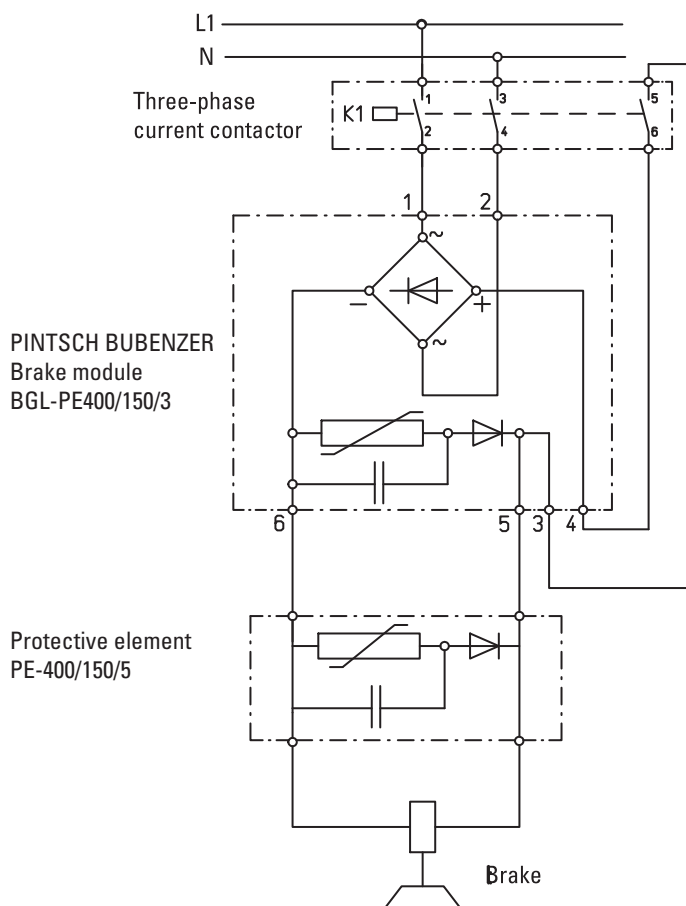 L1
N
Three-phase
current contactor
K1
1
3
5
2
4
6
1
2
~
−
+
~
PINTSCH BUBENZER
Brake module
BGL-PE400/150/3
6
5
3
4
Protective element
PE-400/150/5
Brake